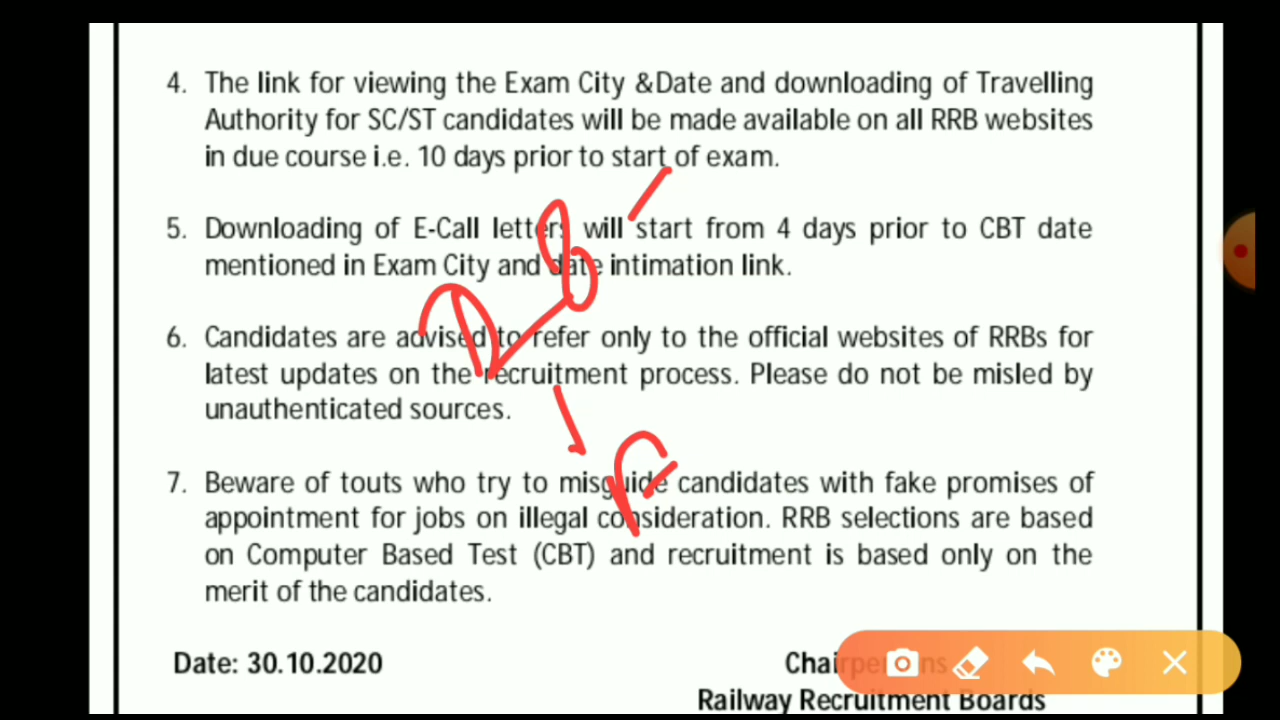 4. The link for viewing the Exam City &Date and downloading of Travelling
Authority for SC/ST candidates will be made available on all RRB websites
in due course i.e. 10 days prior to start of exam.
5. Downloading of E-Call letters will start from 4 days prior to CBT date
mentioned in Exam City and date intimation link.
6. Candidates are advised to refer only to the official websites of RRBs for
latest updates on the recruitment process. Please do not be misled by
unauthenticated sources.
7. Beware of touts who try to misguide candidates with fake promises of
appointment for jobs on illegal consideration. RRB selections are based
on Computer Based Test (CBT) and recruitment is based only on the
merit of the candidates.
28
Date: 30.10.2020
Chairpersons
Railway Recruitment Boards